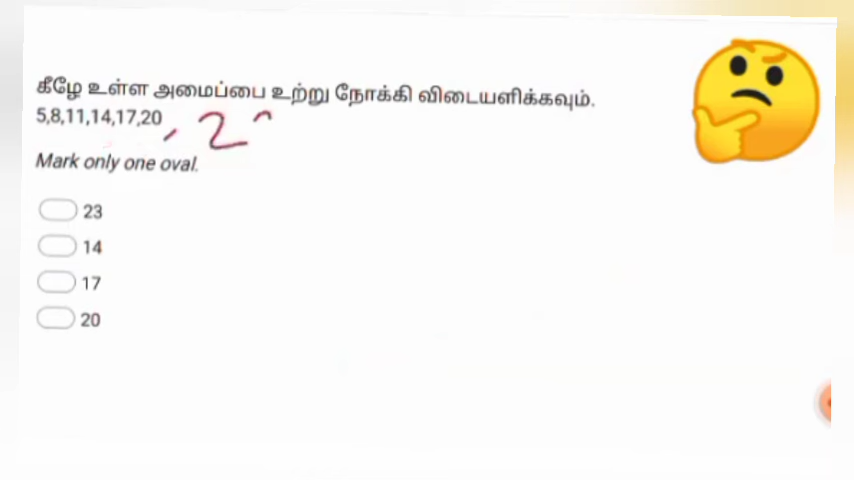 கீழே உள்ள அமைப்பை உற்று நோக்கி விடையளிக்கவும்.
5,8,11,14,17,20 , 2
Mark only one oval.
23
14
17
20